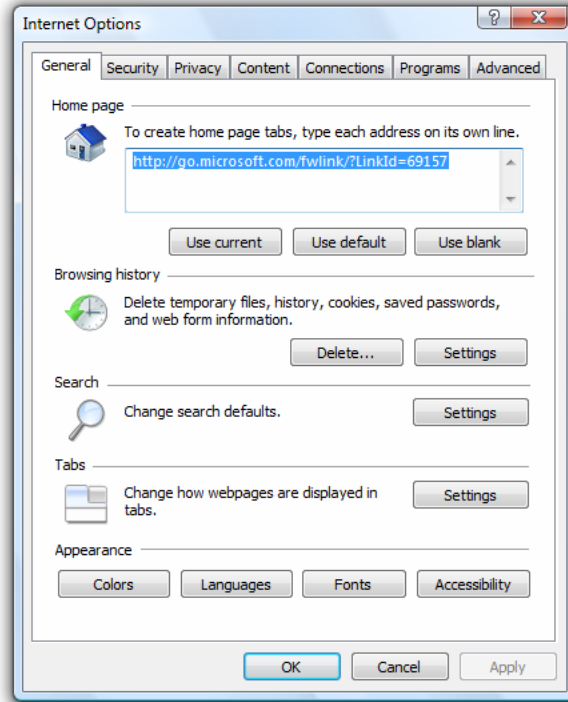 Internet Options
General Security Privacy Content Connections Programs Advanced
Home page
To create home page tabs, type each address on its own line.
http://go.microsoft.com/fwlink/?LinkId=69157
Use current Use default Use blank
Browsing history
Delete temporary files, history, cookies, saved passwords,
and web form information.
Delete... Settings
Search
Change search defaults. Settings
Tabs
Change how webpages are displayed in
tabs.
Settings
Appearance
Colors Languages Fonts Accessibility
OK Cancel Apply